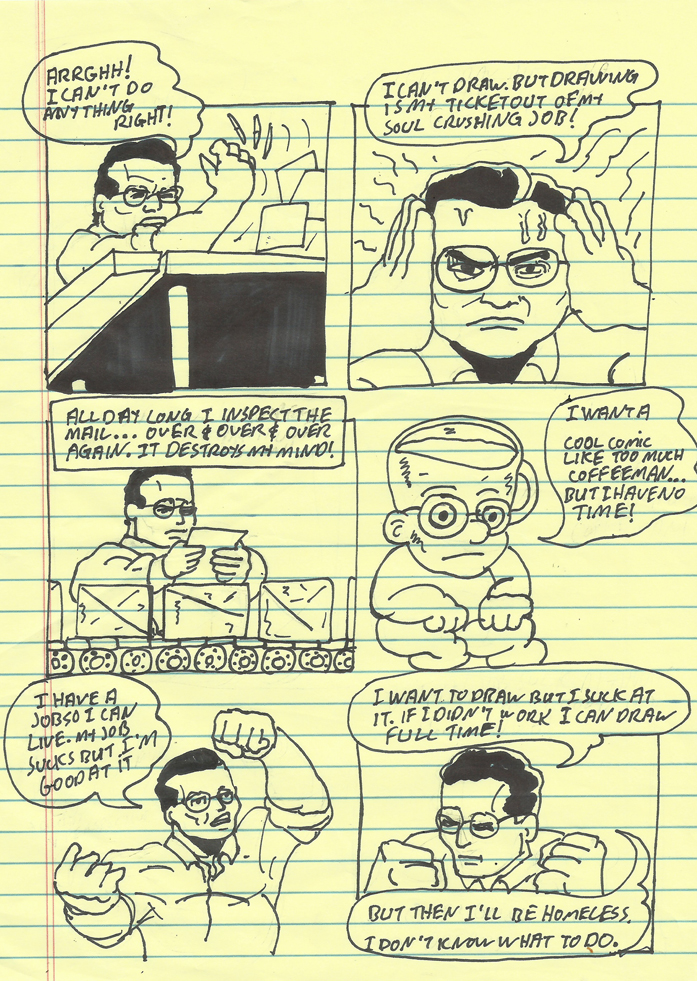 ARRGHH!
I CAN'T DO
ANYTHING
RIGHT!
I CAN'T DRAW. BUT DRAWING
IS MY TICKET OUT OF MY
SOUL CRUSHING JOB!
ALL DAY LONG I INSPECT THE
MAIL... OVER & OVER & OVER
AGAIN. IT DESTROYS MY MIND!
I WANT A
COOL COMIC
LIKE TOO MUCH
COFFEEMAN...
BUT I HAVE NO
TIME!
I HAVE A
JOB SO I CAN
LIVE. MY JOB
SUCKS BUT I'M
GOOD AT IT
I WANT TO DRAW BUT I SUCK AT
IT. IF I DIDN'T WORK I CAN DRAW
FULL TIME!
BUT THEN I'LL BE HOMELESS.
I DON'T KNOW WHAT TO DO.